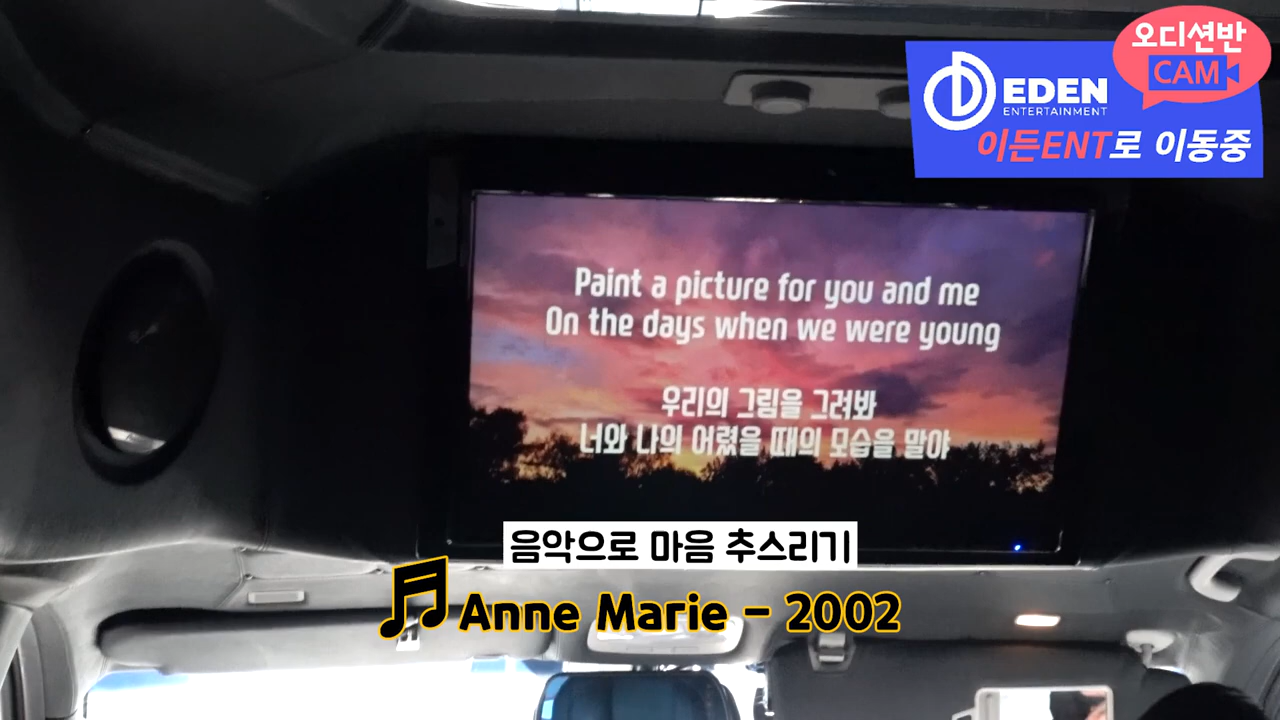 오디션반
CAM
EDEN
ENTERTAINMENT
이든ENT로 이동중
Paint a picture for you and me
On the days when we were young
우리의 그림을 그려봐
너와 나의 어렸을 때의 모습을 말야
음악으로 마음 추스리기
Anne Marie - 2002